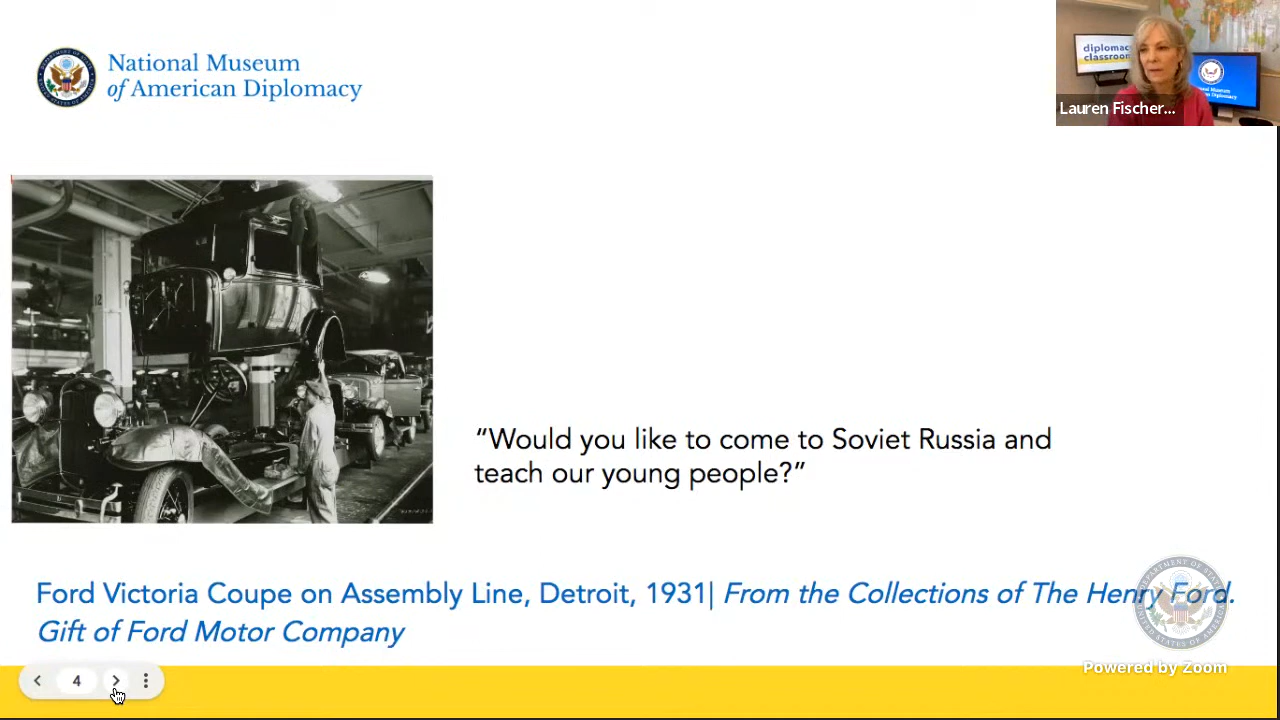 National Museum
of American Diplomacy
diplomacy
classroom
Lauren Fischer...
“Would you like to come to Soviet Russia and
teach our young people?”
Ford Victoria Coupe on Assembly Line, Detroit, 1931| From the Collections of The Henry Ford.
Gift of Ford Motor Company
4
Powered by Zoom